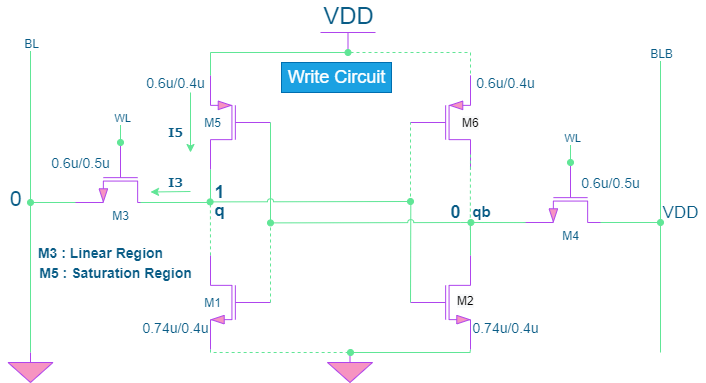 VDD
BL
BLB
Write Circuit
0.6u/0.4u
0.6u/0.4u
M5
M6
WL
I5
WL
0.6u/0.5u
I3
0.6u/0.5u
0
1
M3
q
0 qb
VDD
M4
M3 : Linear Region
M5 : Saturation Region
M1
M2
0.74u/0.4u
0.74u/0.4u